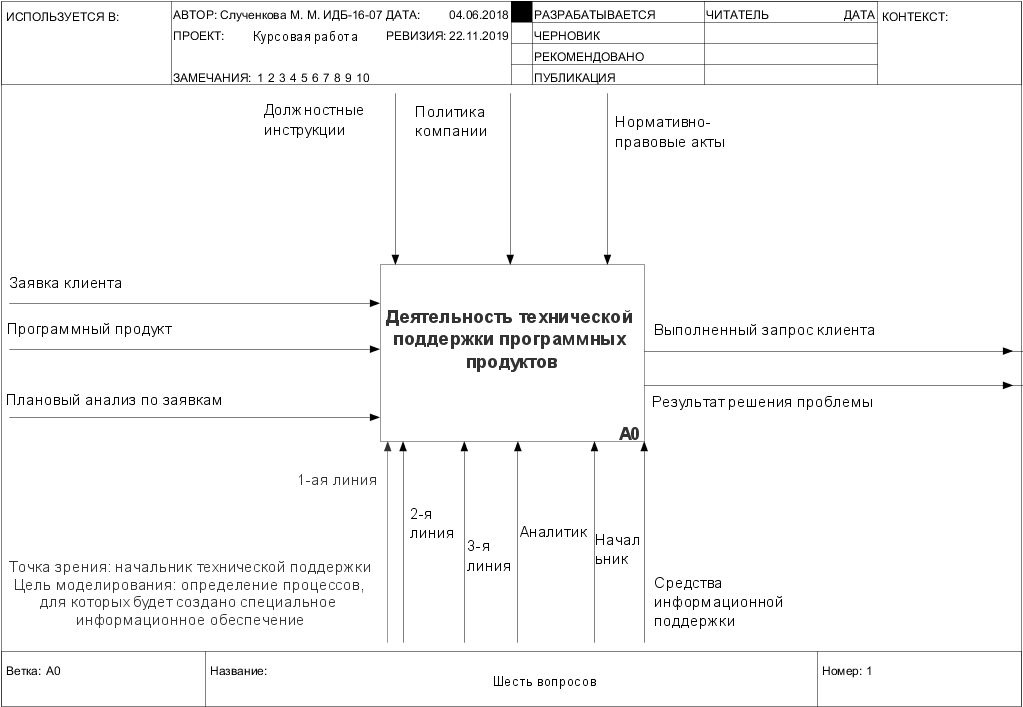 ИСПОЛЬЗУЕТСЯ В:
АВТОР: Слученкова М. М. ИДБ-16-07 ДАТА: 04.06.2018
ПРОЕКТ: Курсовая работа РЕВИЗИЯ: 22.11.2019
ЗАМЕЧАНИЯ: 1 2 3 4 5 6 7 8 9 10
РАЗРАБАТЫВАЕТСЯ
ЧЕРНОВИК
РЕКОМЕНДОВАНО
ПУБЛИКАЦИЯ
ЧИТАТЕЛЬ ДАТА
КОНТЕКСТ:
Должностные
инструкции
Политика
компании
Нормативно-
правовые акты
Заявка клиента
Программный продукт
Плановый анализ по заявкам
Деятельность технической
поддержки программных
продуктов
А0
Выполненный запрос клиента
Результат решения проблемы
1-ая линия
2-я
линия
3-я
линия
Аналитик
Начал
ьник
Средства
информационной
поддержки
Точка зрения: начальник технической поддержки
Цель моделирования: определение процессов,
для которых будет создано специальное
информационное обеспечение
Ветка: А0
Название:
Шесть вопросов
Номер: 1